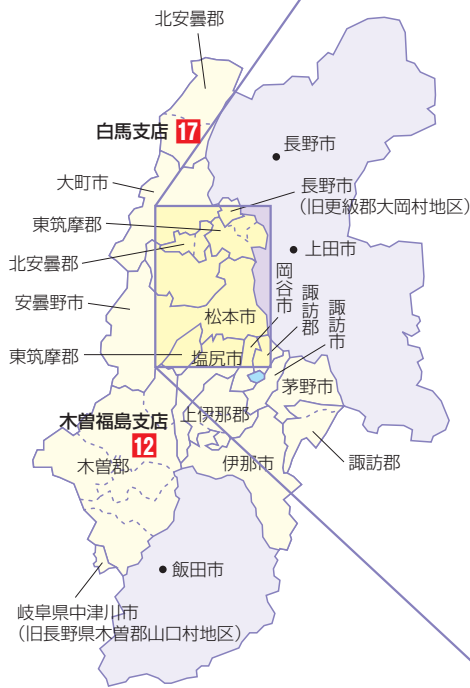 北安曇郡
白馬支店 17
長野市
大町市
長野市
(旧更級郡大岡村地区)
東筑摩郡
上田市
北安曇郡
岡谷市
諏訪郡
諏訪市
安曇野市
松本市
東筑摩郡
塩尻市
茅野市
木曽福島支店
12
上伊那郡
木曽郡
伊那市
諏訪郡
飯田市
岐阜県中津川市
(旧長野県木曽郡山口村地区)